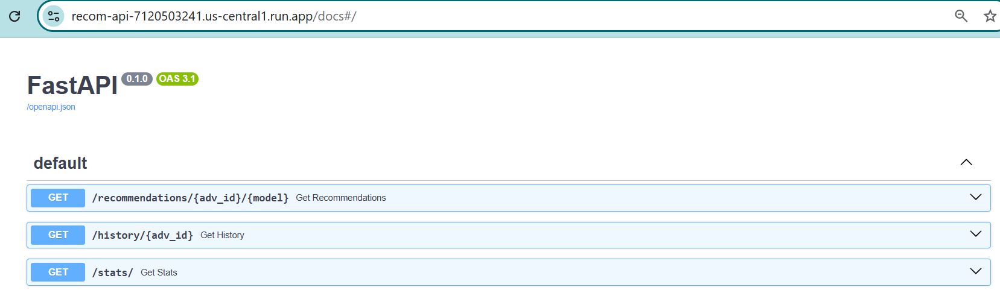 recom-api-7120503241.us-central1.run.app/docs#/
FastAPI 0.1.0 OAS 3.1
/openapi.json
default
GET /recommendations/{adv_id}/{model} Get Recommendations
GET /history/{adv_id} Get History
GET /stats/ Get Stats